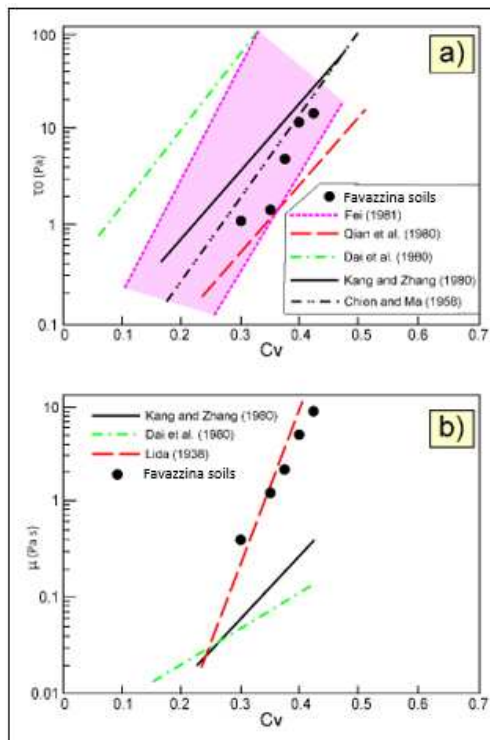 a)
100
10
1
0.1
τ0 (Pa)
Favazzina soils
Fei (1981)
Qian et al. (1980)
Dai et al. (1980)
Kang and Zhang (1980)
Chien and Ma (1958)
0 0.1 0.2 0.3 0.4 0.5 0.6 0.7
Cv
b)
10
1
0.1
0.01
μ (Pa s)
Kang and Zhang (1980)
Dai et al. (1980)
Lida (1938)
Favazzina soils
0 0.1 0.2 0.3 0.4 0.5 0.6 0.7
Cv